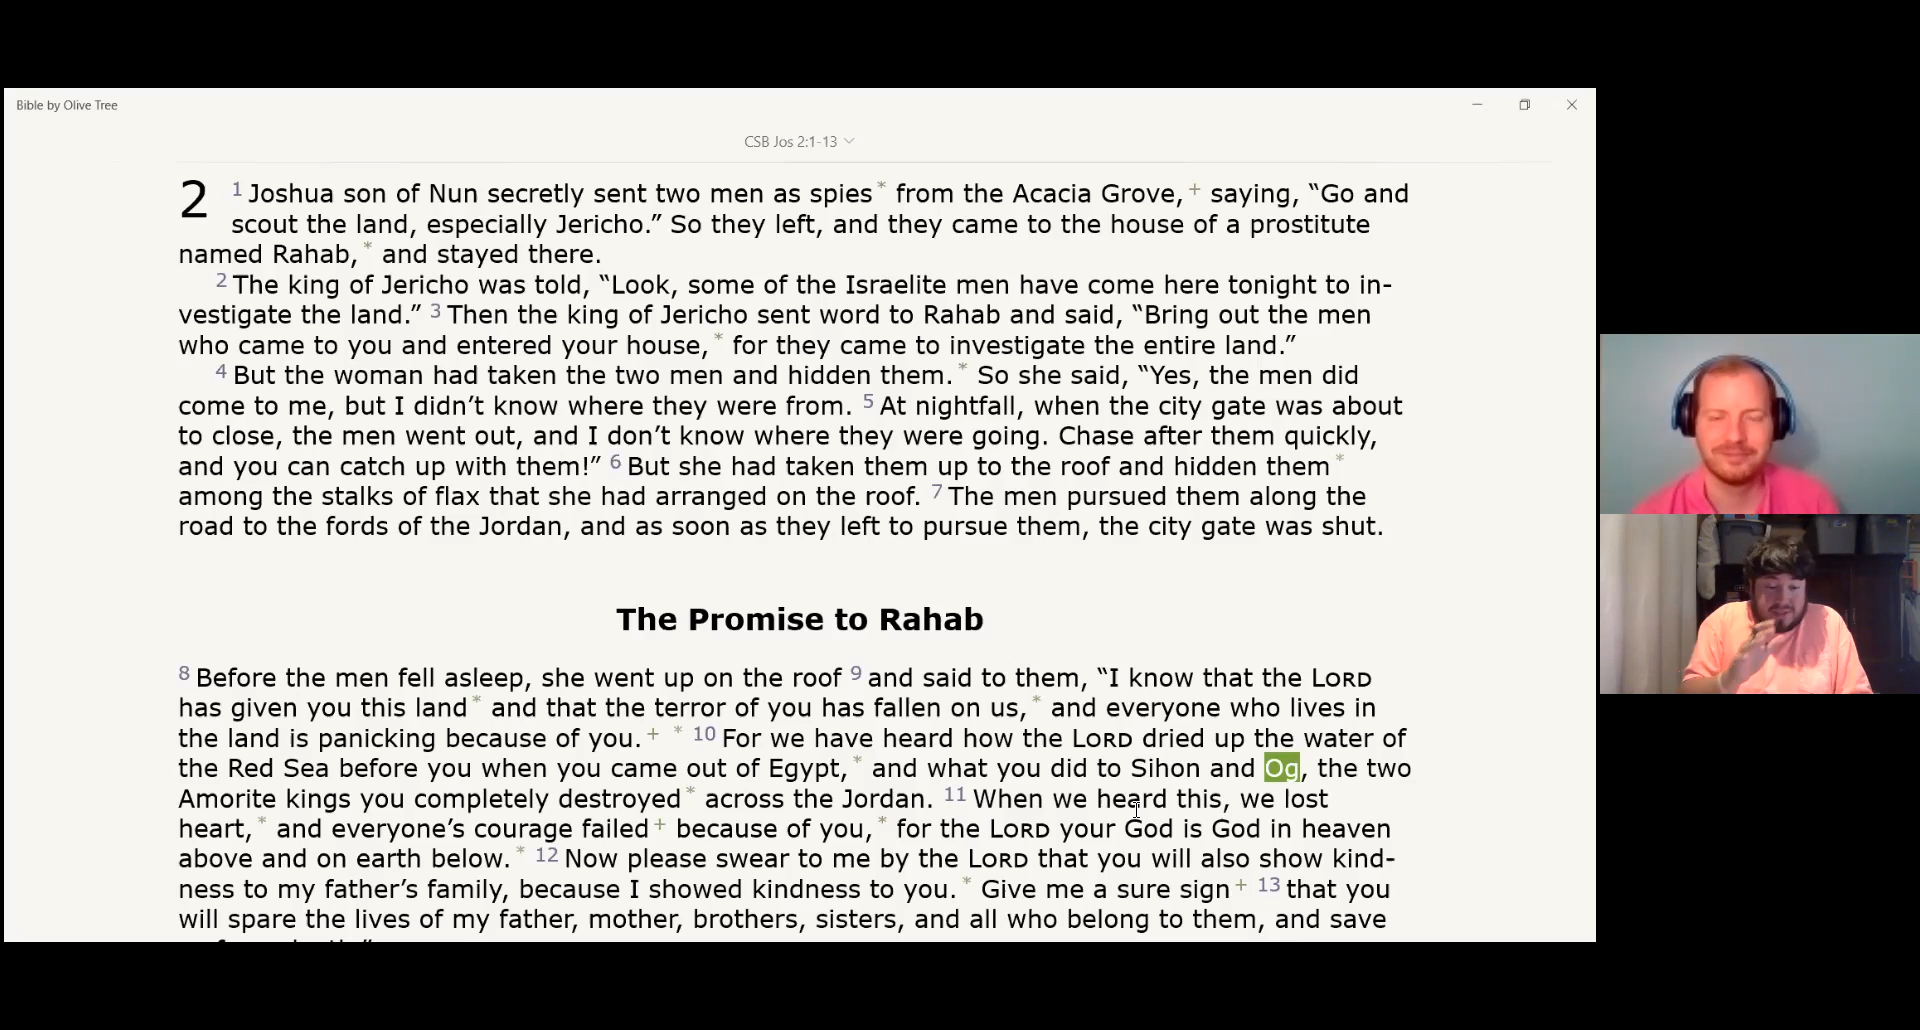 Bible by Olive Tree
CSB Jos 2:1-13
2 1 Joshua son of Nun secretly sent two men as spies* from the Acacia Grove,+ saying, “Go and
scout the land, especially Jericho.” So they left, and they came to the house of a prostitute
named Rahab,* and stayed there.
2 The king of Jericho was told, “Look, some of the Israelite men have come here tonight to in-
vestigate the land.” 3 Then the king of Jericho sent word to Rahab and said, “Bring out the men
who came to you and entered your house,* for they came to investigate the entire land.”
4 But the woman had taken the two men and hidden them.* So she said, “Yes, the men did
come to me, but I didn’t know where they were from. 5 At nightfall, when the city gate was about
to close, the men went out, and I don’t know where they were going. Chase after them quickly,
and you can catch up with them!” 6 But she had taken them up to the roof and hidden them*
among the stalks of flax that she had arranged on the roof. 7 The men pursued them along the
road to the fords of the Jordan, and as soon as they left to pursue them, the city gate was shut.
The Promise to Rahab
8 Before the men fell asleep, she went up on the roof 9 and said to them, “I know that the LORD
has given you this land* and that the terror of you has fallen on us,* and everyone who lives in
the land is panicking because of you.+ * 10 For we have heard how the LORD dried up the water of
the Red Sea before you when you came out of Egypt,* and what you did to Sihon and Og, the two
Amorite kings you completely destroyed* across the Jordan. 11 When we heard this, we lost
heart,* and everyone’s courage failed+ because of you,* for the LORD your God is God in heaven
above and on earth below.* 12 Now please swear to me by the LORD that you will also show kind-
ness to my father’s family, because I showed kindness to you.* Give me a sure sign+ 13 that you
will spare the lives of my father, mother, brothers, sisters, and all who belong to them, and save